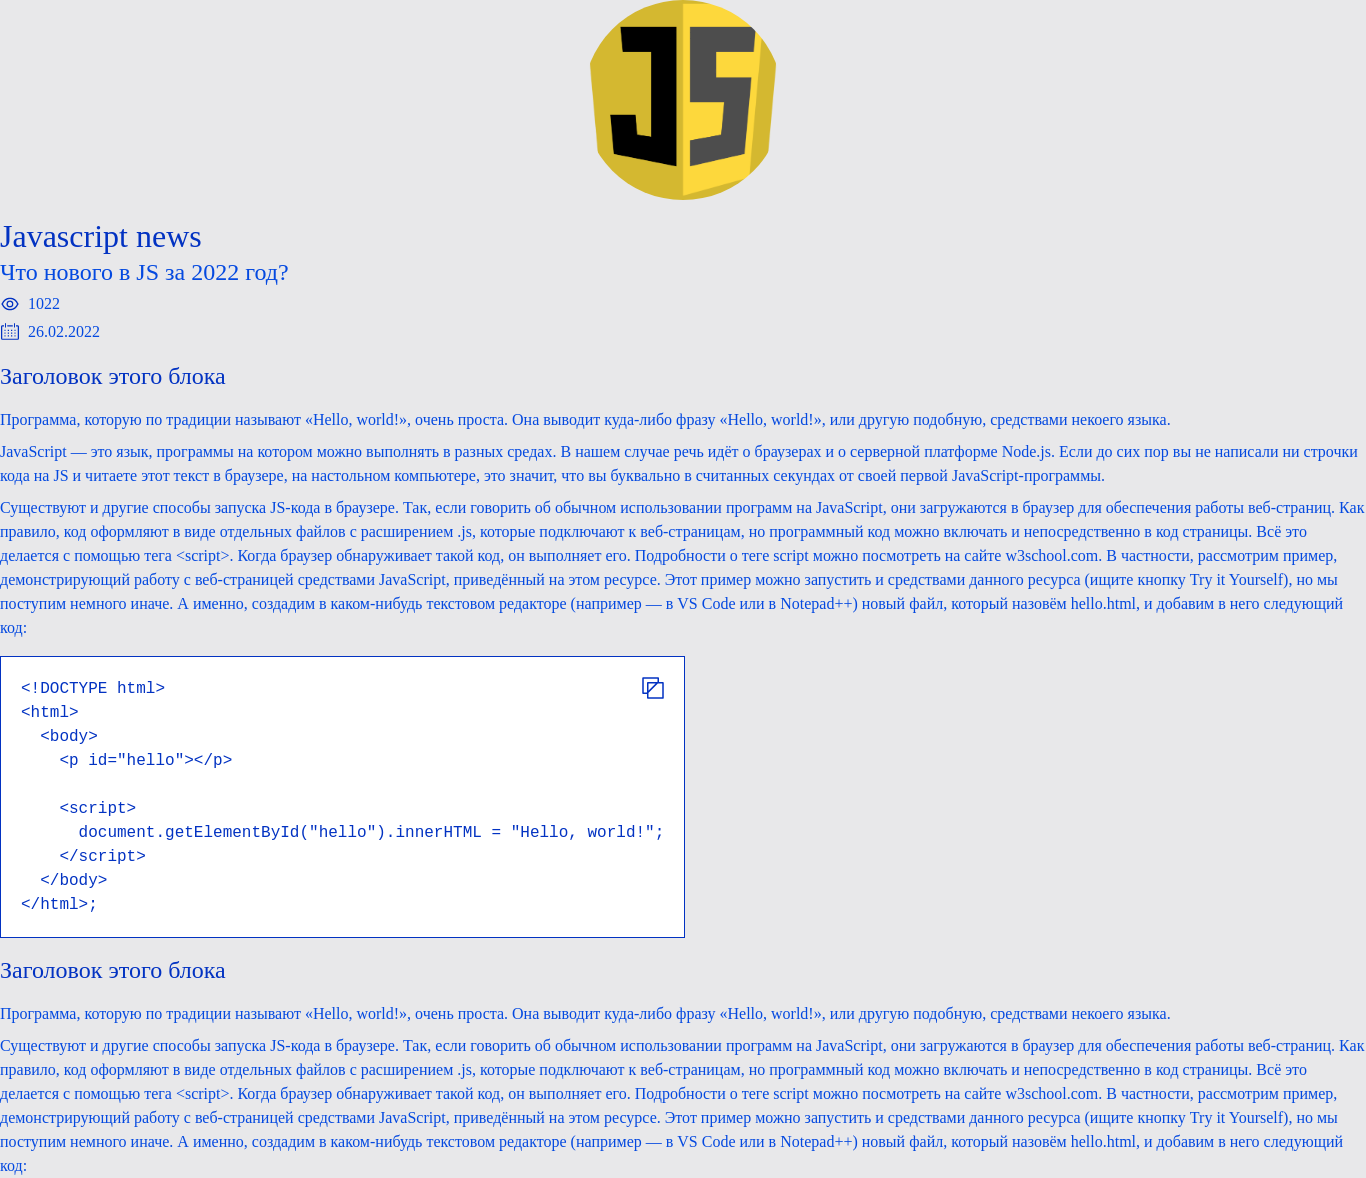 JS
Javascript news
Что нового в JS за 2022 год?
1022
26.02.2022
Заголовок этого блока
Программа, которую по традиции называют «Hello, world!», очень проста. Она выводит куда-либо фразу «Hello, world!», или другую подобную, средствами некоего языка.
JavaScript — это язык, программы на котором можно выполнять в разных средах. В нашем случае речь идёт о браузерах и о серверной платформе Node.js. Если до сих пор вы не написали ни строчки
кода на JS и читаете этот текст в браузере, на настольном компьютере, это значит, что вы буквально в считанных секундах от своей первой JavaScript-программы.
Существуют и другие способы запуска JS-кода в браузере. Так, если говорить об обычном использовании программ на JavaScript, они загружаются в браузер для обеспечения работы веб-страниц. Как
правило, код оформляют в виде отдельных файлов с расширением .js, которые подключают к веб-страницам, но программный код можно включать и непосредственно в код страницы. Всё это
делается с помощью тега <script>. Когда браузер обнаруживает такой код, он выполняет его. Подробности о теге script можно посмотреть на сайте w3school.com. В частности, рассмотрим пример,
демонстрирующий работу с веб-страницей средствами JavaScript, приведённый на этом ресурсе. Этот пример можно запустить и средствами данного ресурса (ищите кнопку Try it Yourself), но мы
поступим немного иначе. А именно, создадим в каком-нибудь текстовом редакторе (например — в VS Code или в Notepad++) новый файл, который назовём hello.html, и добавим в него следующий
код:
<!DOCTYPE html>
<html>
  <body>
    <p id="hello"></p>

    <script>
      document.getElementById("hello").innerHTML = "Hello, world!";
    </script>
  </body>
</html>;
Заголовок этого блока
Программа, которую по традиции называют «Hello, world!», очень проста. Она выводит куда-либо фразу «Hello, world!», или другую подобную, средствами некоего языка.
Существуют и другие способы запуска JS-кода в браузере. Так, если говорить об обычном использовании программ на JavaScript, они загружаются в браузер для обеспечения работы веб-страниц. Как
правило, код оформляют в виде отдельных файлов с расширением .js, которые подключают к веб-страницам, но программный код можно включать и непосредственно в код страницы. Всё это
делается с помощью тега <script>. Когда браузер обнаруживает такой код, он выполняет его. Подробности о теге script можно посмотреть на сайте w3school.com. В частности, рассмотрим пример,
демонстрирующий работу с веб-страницей средствами JavaScript, приведённый на этом ресурсе. Этот пример можно запустить и средствами данного ресурса (ищите кнопку Try it Yourself), но мы
поступим немного иначе. А именно, создадим в каком-нибудь текстовом редакторе (например — в VS Code или в Notepad++) новый файл, который назовём hello.html, и добавим в него следующий
код: